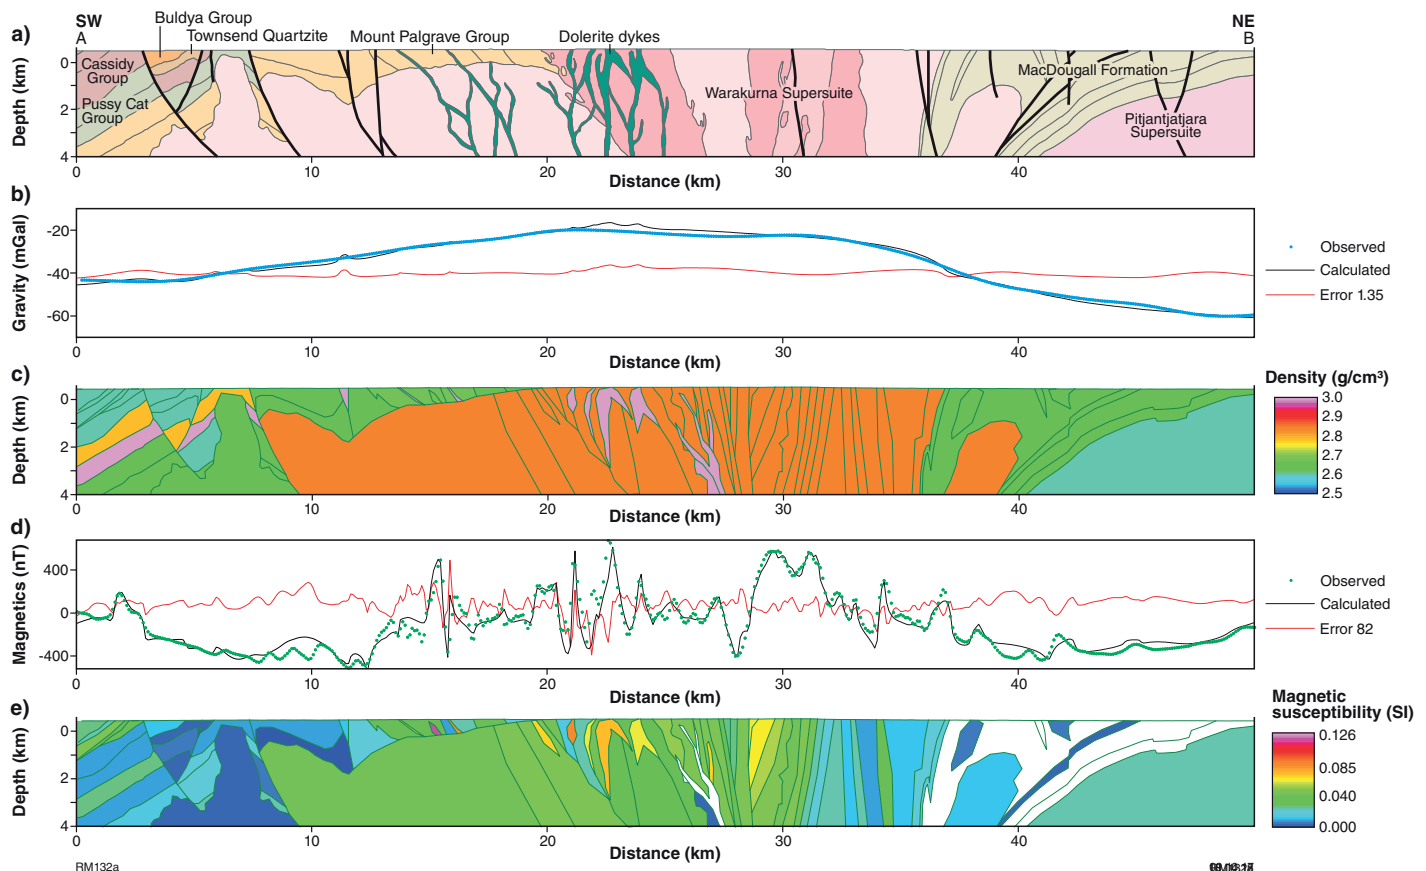 a)
SW
A
Buldya Group
Townsend Quartzite
Mount Palgrave Group
Dolerite dykes
NE
B
Cassidy
Group
Pussy Cat
Group
Warakurna Supersuite
MacDougall Formation
Pitjantjatjara
Supersuite
Depth (km)
0
2
4
0
10
20
30
40
Distance (km)
b)
Gravity (mGal)
-20
-40
-60
0
10
20
30
40
Distance (km)
Observed
Calculated
Error 1.35
c)
Depth (km)
0
2
4
0
10
20
30
40
Distance (km)
Density (g/cm³)
3.0
2.9
2.8
2.7
2.6
2.5
d)
Magnetics (nT)
400
0
-400
0
10
20
30
40
Distance (km)
Observed
Calculated
Error 82
e)
Depth (km)
0
2
4
0
10
20
30
40
Distance (km)
Magnetic
susceptibility (SI)
0.126
0.085
0.040
0.000
RM132a